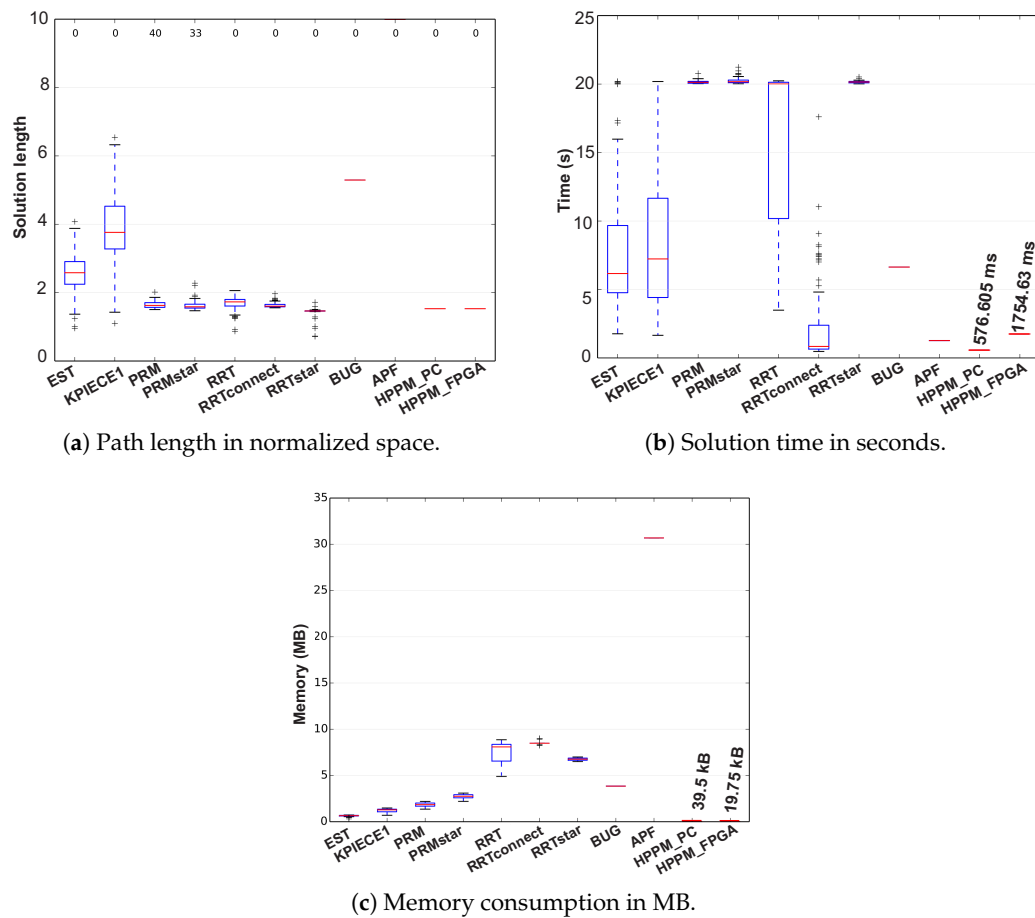 10
0 0 40 33 0 0 0 0 0 0 0
8
6
4
2
0
Solution length
EST KPIECE1 PRM PRMstar RRT RRTconnect RRTstar BUG APF HPPM_PC HPPM_FPGA
(a) Path length in normalized space.
25
20
15
10
5
0
Time (s)
576.605 ms
1754.63 ms
EST KPIECE1 PRM PRMstar RRT RRTconnect RRTstar BUG APF HPPM_PC HPPM_FPGA
(b) Solution time in seconds.
35
30
25
20
15
10
5
0
Memory (MB)
39.5 kB
19.75 kB
EST KPIECE1 PRM PRMstar RRT RRTconnect RRTstar BUG APF HPPM_PC HPPM_FPGA
(c) Memory consumption in MB.